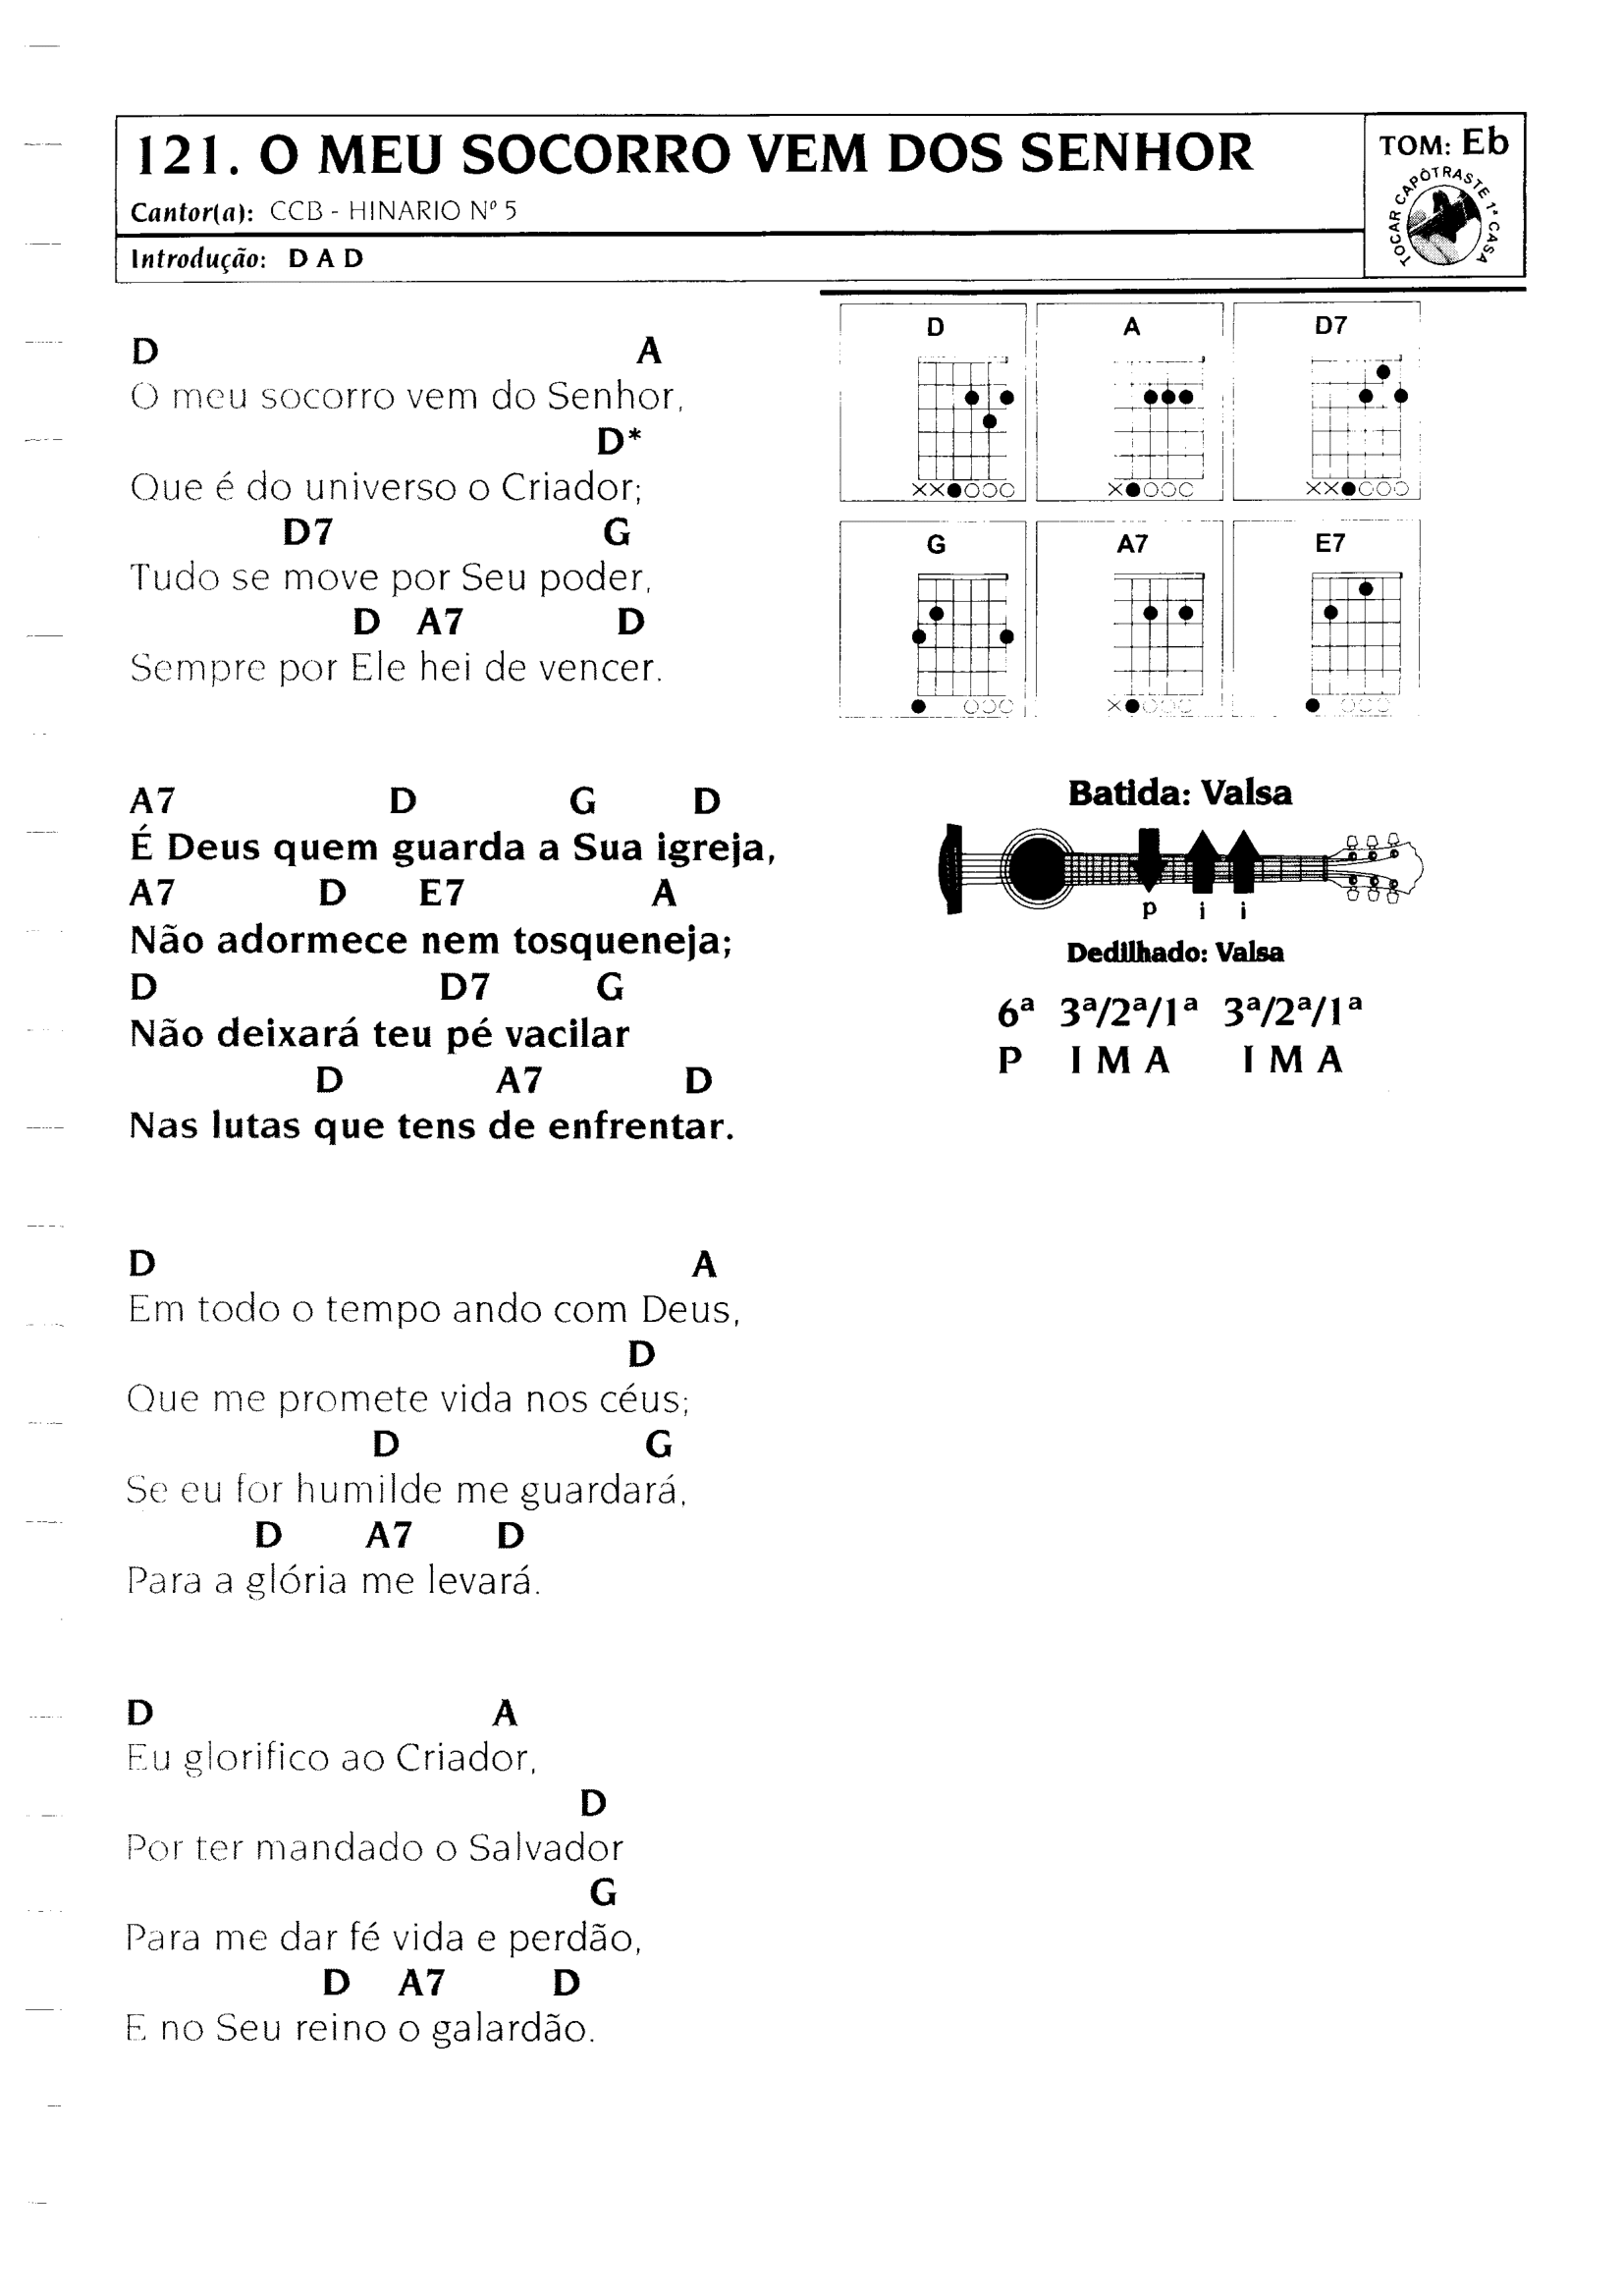 121. O MEU SOCORRO VEM DOS SENHOR
Cantor(a): CCB - HINARIO Nº 5
Introdução: D A D
TOM: Eb
TOCAR CAPÔTRASTE 1ª CASA
D A
O meu socorro vem do Senhor,
D*
Que é do universo o Criador;
D7 G
Tudo se move por Seu poder,
D A7 D
Sempre por Ele hei de vencer.
A7 D G D
É Deus quem guarda a Sua igreja,
A7 D E7 A
Não adormece nem tosqueneja;
D D7 G
Não deixará teu pé vacilar
D A7 D
Nas lutas que tens de enfrentar.
D A
Em todo o tempo ando com Deus,
D
Que me promete vida nos céus;
D G
Se eu for humilde me guardará,
D A7 D
Para a glória me levará.
D A
Eu glorifico ao Criador,
D
Por ter mandado o Salvador
G
Para me dar fé vida e perdão,
D A7 D
E no Seu reino o galardão.
D A D7
G A7 E7
Batida: Valsa
p i i
Dedilhado: Valsa
6ª 3ª/2ª/1ª 3ª/2ª/1ª
P I M A I M A